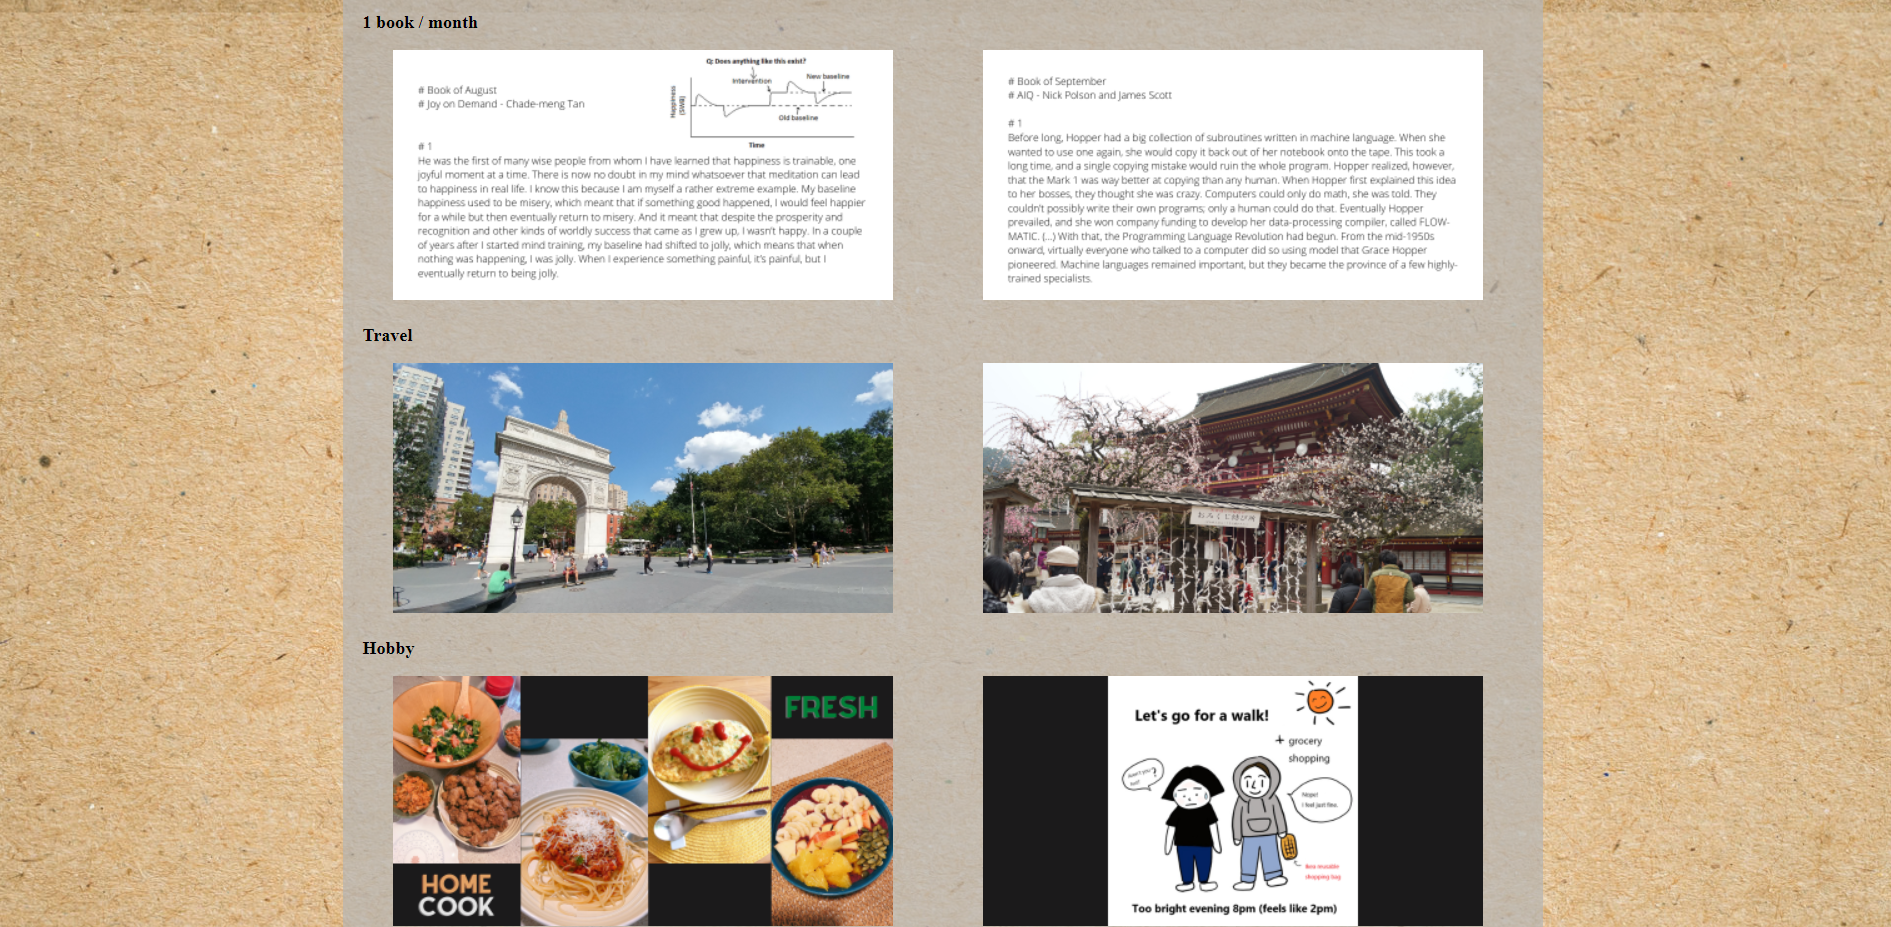 1 book / month
# Book of August
# Joy on Demand - Chade-meng Tan
Q: Does anything like this exist?
Intervention
New baseline
Happiness
(SWB)
Old baseline
Time
# 1
He was the first of many wise people from whom I have learned that happiness is trainable, one
joyful moment at a time. There is now no doubt in my mind whatsoever that meditation can lead
to happiness in real life. I know this because I am myself a rather extreme example. My baseline
happiness used to be misery, which meant that if something good happened, I would feel happier
for a while but then eventually return to misery. And it meant that despite the prosperity and
recognition and other kinds of worldly success that came as I grew up, I wasn't happy. In a couple
of years after I started mind training, my baseline had shifted to jolly, which means that when
nothing was happening, I was jolly. When I experience something painful, it's painful, but I
eventually return to being jolly.
# Book of September
# AIQ - Nick Polson and James Scott
# 1
Before long, Hopper had a big collection of subroutines written in machine language. When she
wanted to use one again, she would copy it back out of her notebook onto the tape. This took a
long time, and a single copying mistake would ruin the whole program. Hopper realized, however,
that the Mark 1 was way better at copying than any human. When Hopper first explained this idea
to her bosses, they thought she was crazy. Computers could only do math, she was told. They
couldn't possibly write their own programs; only a human could do that. Eventually Hopper
prevailed, and she won company funding to develop her data-processing compiler, called FLOW-
MATIC. (...) With that, the Programming Language Revolution had begun. From the mid-1950s
onward, virtually everyone who talked to a computer did so using model that Grace Hopper
pioneered. Machine languages remained important, but they became the province of a few highly-
trained specialists.
Travel
おみくじ結び所
Hobby
FRESH
HOME
COOK
Let's go for a walk!
+ grocery
shopping
Aren't you
hot?
Nope!
I feel just fine.
Best reusable
shopping bag
Too bright evening 8pm (feels like 2pm)